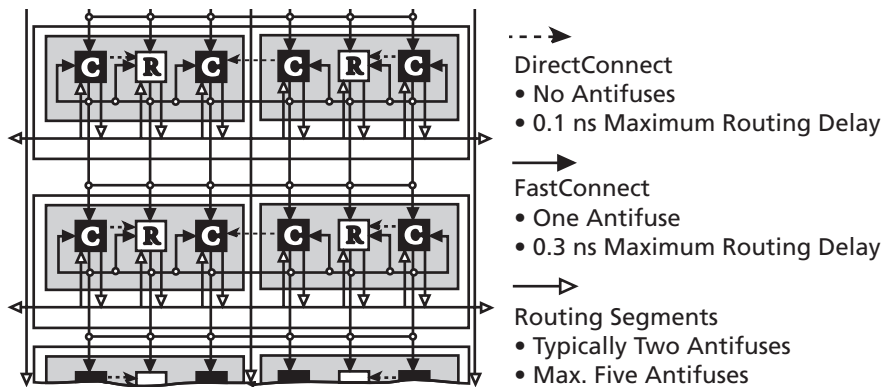 C R C C R C
C R C C R C
DirectConnect
• No Antifuses
• 0.1 ns Maximum Routing Delay
FastConnect
• One Antifuse
• 0.3 ns Maximum Routing Delay
Routing Segments
• Typically Two Antifuses
• Max. Five Antifuses